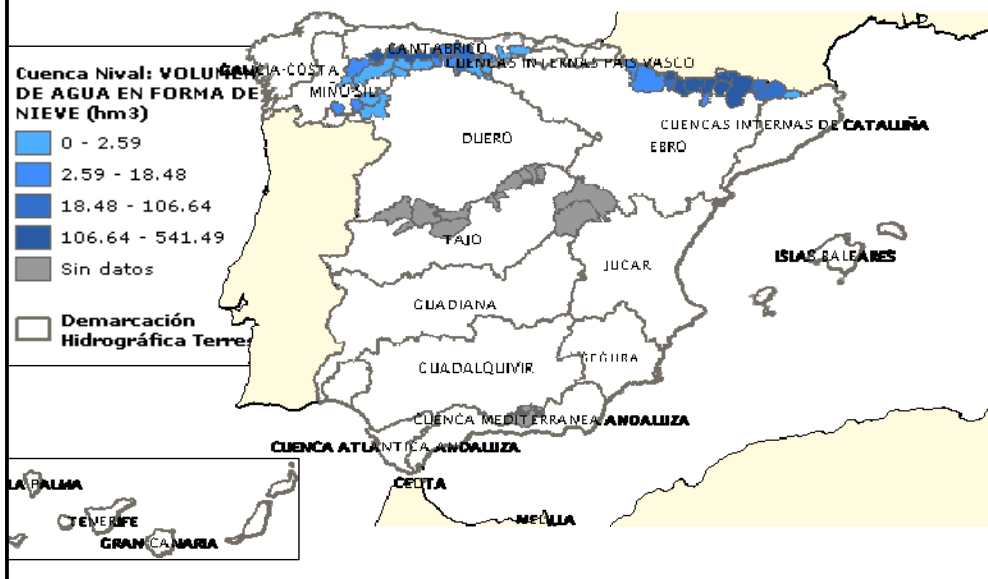 Cuenca Nival: VOLUMEN
DE AGUA EN FORMA DE
NIEVE (hm3)
0 - 2.59
2.59 - 18.48
18.48 - 106.64
106.64 - 541.49
Sin datos
Demarcación
Hidrográfica Terres
GALICIA-COSTA
CANTABRICO
CUENCAS INTERNAS PAIS VASCO
MIÑO-SIL
DUERO
EBRO
CUENCAS INTERNAS DE CATALUÑA
TAJO
JUCAR
ISLAS BALEARES
GUADIANA
SEGURA
GUADALQUIVIR
CUENCA MEDITERRANEA ANDALUZA
CUENCA ATLANTICA ANDALUZA
CEUTA
MELILLA
LA PALMA
TENERIFE
GRAN CANARIA